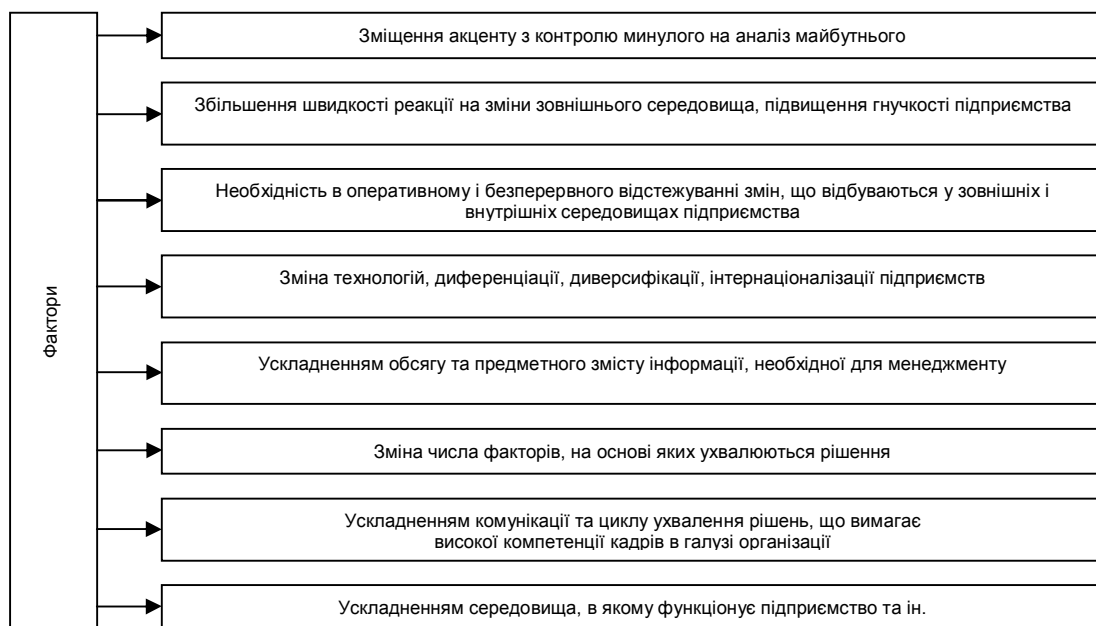 Фактори
Зміщення акценту з контролю минулого на аналіз майбутнього
Збільшення швидкості реакції на зміни зовнішнього середовища, підвищення гнучкості підприємства
Необхідність в оперативному і безперервного відстежуванні змін, що відбуваються у зовнішніх і
внутрішніх середовищах підприємства
Зміна технологій, диференціації, диверсифікації, інтернаціоналізації підприємств
Ускладненням обсягу та предметного змісту інформації, необхідної для менеджменту
Зміна числа факторів, на основі яких ухвалюються рішення
Ускладненням комунікації та циклу ухвалення рішень, що вимагає
високої компетенції кадрів в галузі організації
Ускладненням середовища, в якому функціонує підприємство та ін.